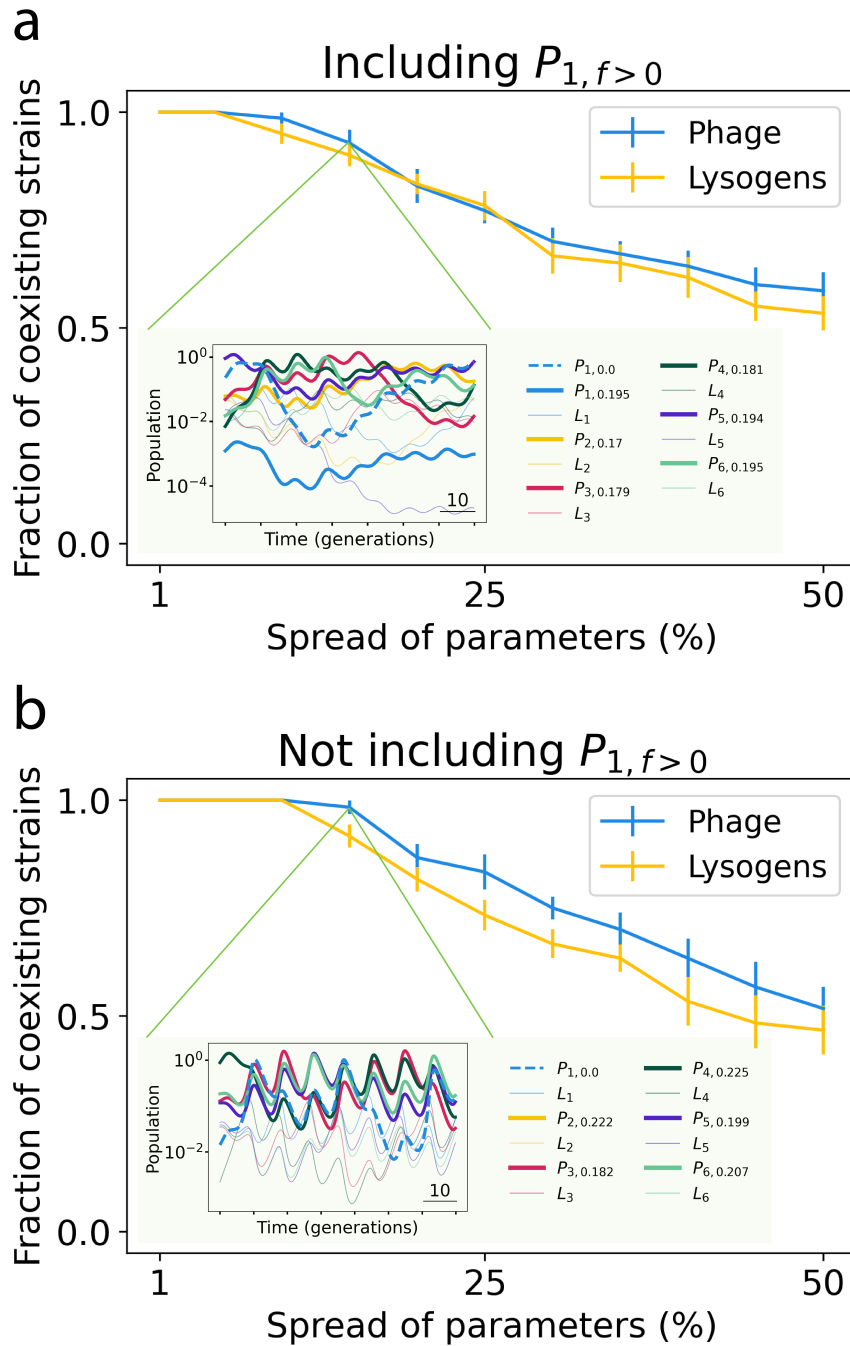 a
Including P1, f > 0
Fraction of coexisting strains
1.0
0.5
0.0
Phage
Lysogens
Population
10^0
10^−2
10^−4
10
Time (generations)
P1, 0.0
P1, 0.195
L1
P2, 0.17
L2
P3, 0.179
L3
P4, 0.181
L4
P5, 0.194
L5
P6, 0.195
L6
1 25 50
Spread of parameters (%)
b
Not including P1, f > 0
Fraction of coexisting strains
1.0
0.5
0.0
Phage
Lysogens
Population
10^0
10^−2
10
Time (generations)
P1, 0.0
L1
P2, 0.222
L2
P3, 0.182
L3
P4, 0.225
L4
P5, 0.199
L5
P6, 0.207
L6
1 25 50
Spread of parameters (%)